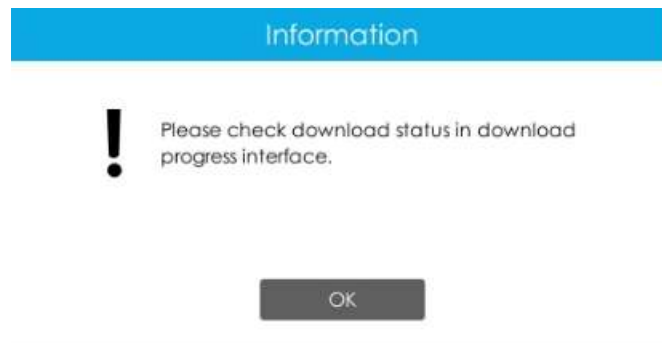 Information
Please check download status in download
progress interface.
OK